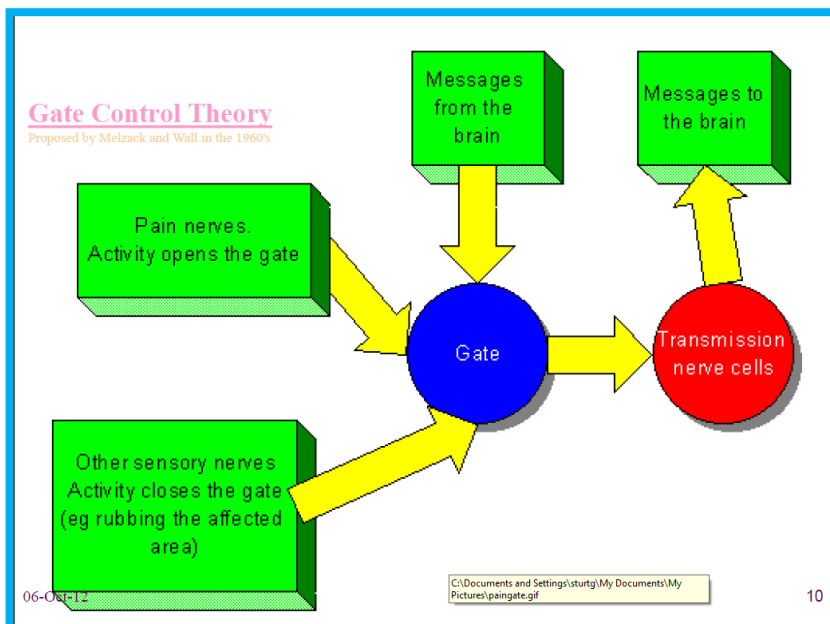 Gate Control Theory
Proposed by Melzack and Wall in the 1960's
Messages
from the
brain
Messages to
the brain
Pain nerves.
Activity opens the gate
Gate
Transmission
nerve cells
Other sensory nerves
Activity closes the gate
(eg rubbing the affected
area)
06-Oct-12
C:\Documents and Settings\sturtg\My Documents\My
Pictures\paingate.gif
10